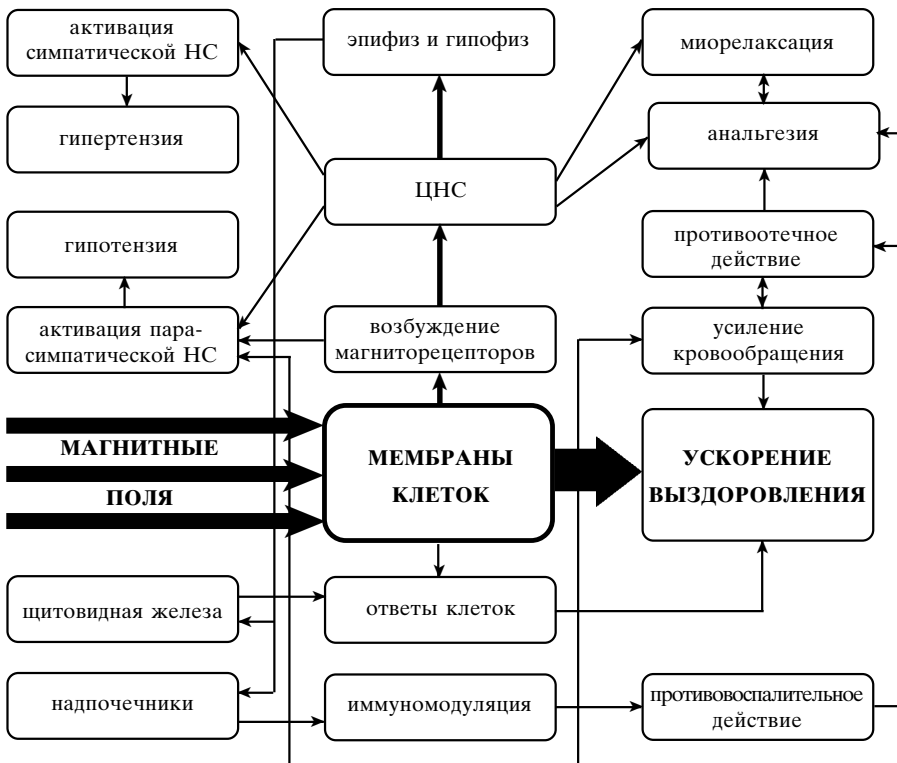 активация
симпатической НС
эпифиз и гипофиз
миорелаксация
гипертензия
анальгезия
ЦНС
гипотензия
противоотечное
действие
активация пара-
симпатической НС
возбуждение
магниторецепторов
усиление
кровообращения
МАГНИТНЫЕ
ПОЛЯ
МЕМБРАНЫ
КЛЕТОК
УСКОРЕНИЕ
ВЫЗДОРОВЛЕНИЯ
щитовидная железа
ответы клеток
надпочечники
иммуномодуляция
противовоспалительное
действие